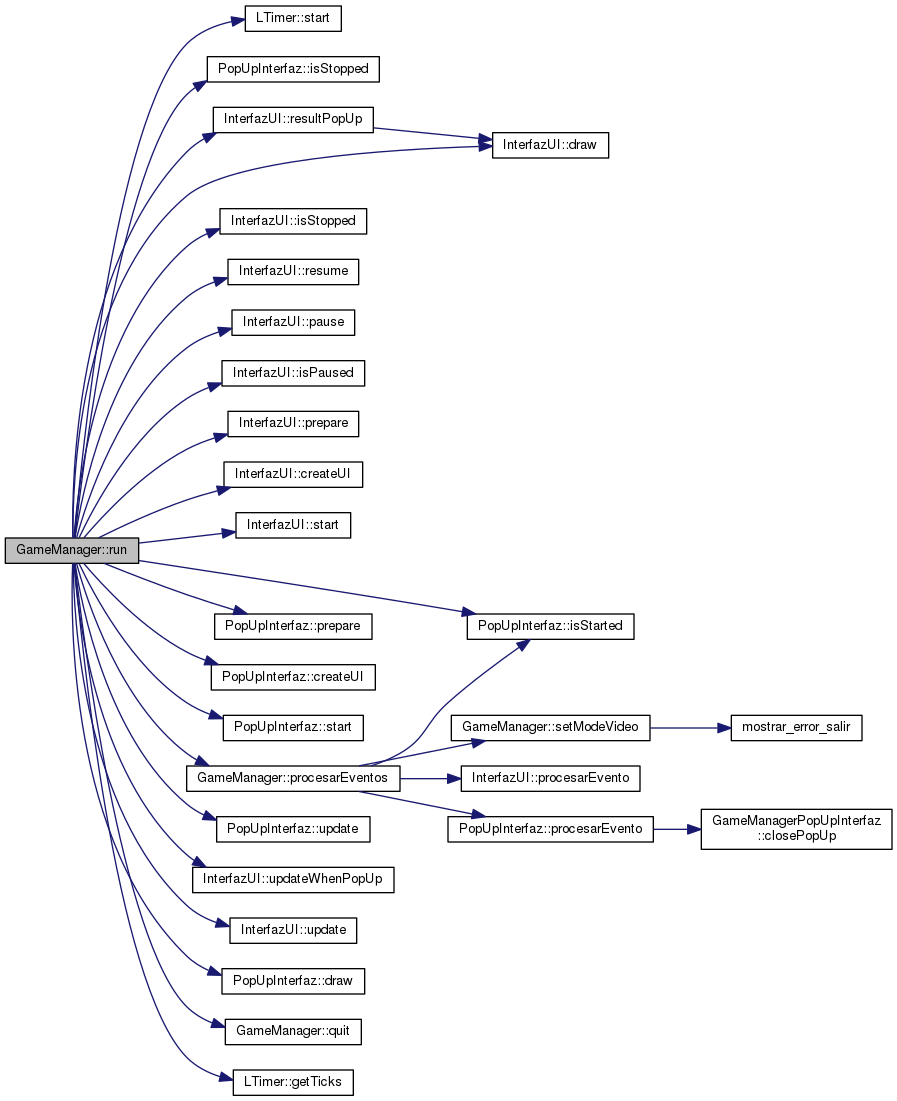 LTimer::start
PopUpInterfaz::isStopped
InterfazUI::resultPopUp
InterfazUI::draw
InterfazUI::isStopped
InterfazUI::resume
InterfazUI::pause
InterfazUI::isPaused
InterfazUI::prepare
InterfazUI::createUI
InterfazUI::start
GameManager::run
PopUpInterfaz::prepare
PopUpInterfaz::isStarted
PopUpInterfaz::createUI
PopUpInterfaz::start
GameManager::setModeVideo
mostrar_error_salir
GameManager::procesarEventos
InterfazUI::procesarEvento
PopUpInterfaz::update
PopUpInterfaz::procesarEvento
GameManagerPopUpInterfaz
::closePopUp
InterfazUI::updateWhenPopUp
InterfazUI::update
PopUpInterfaz::draw
GameManager::quit
LTimer::getTicks